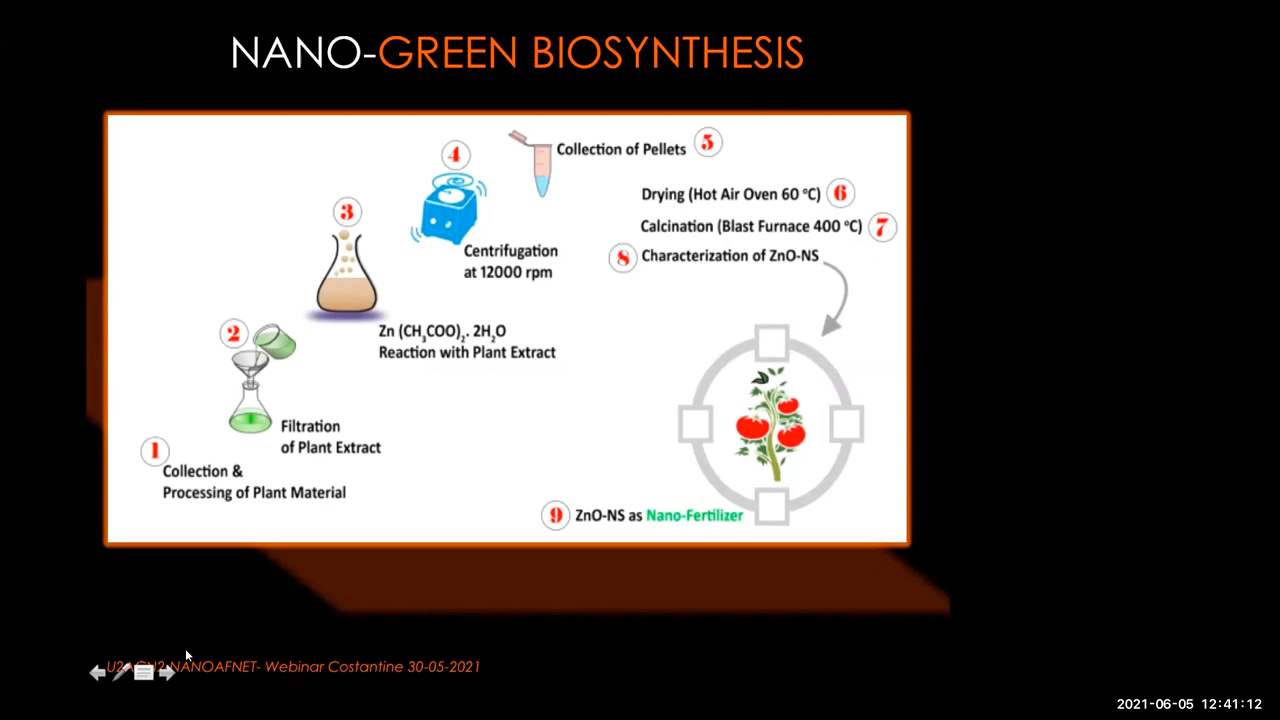 NANO-GREEN BIOSYNTHESIS
1
Collection &
Processing of Plant Material
2
Filtration
of Plant Extract
3
Zn (CH₃COO)₂. 2H₂O
Reaction with Plant Extract
4
Centrifugation
at 12000 rpm
Collection of Pellets 5
Drying (Hot Air Oven 60 °C) 6
Calcination (Blast Furnace 400 °C) 7
8 Characterization of ZnO-NS
9 ZnO-NS as Nano-Fertilizer
NANOAFNET- Webinar Costantine 30-05-2021
2021-06-05 12:41:12